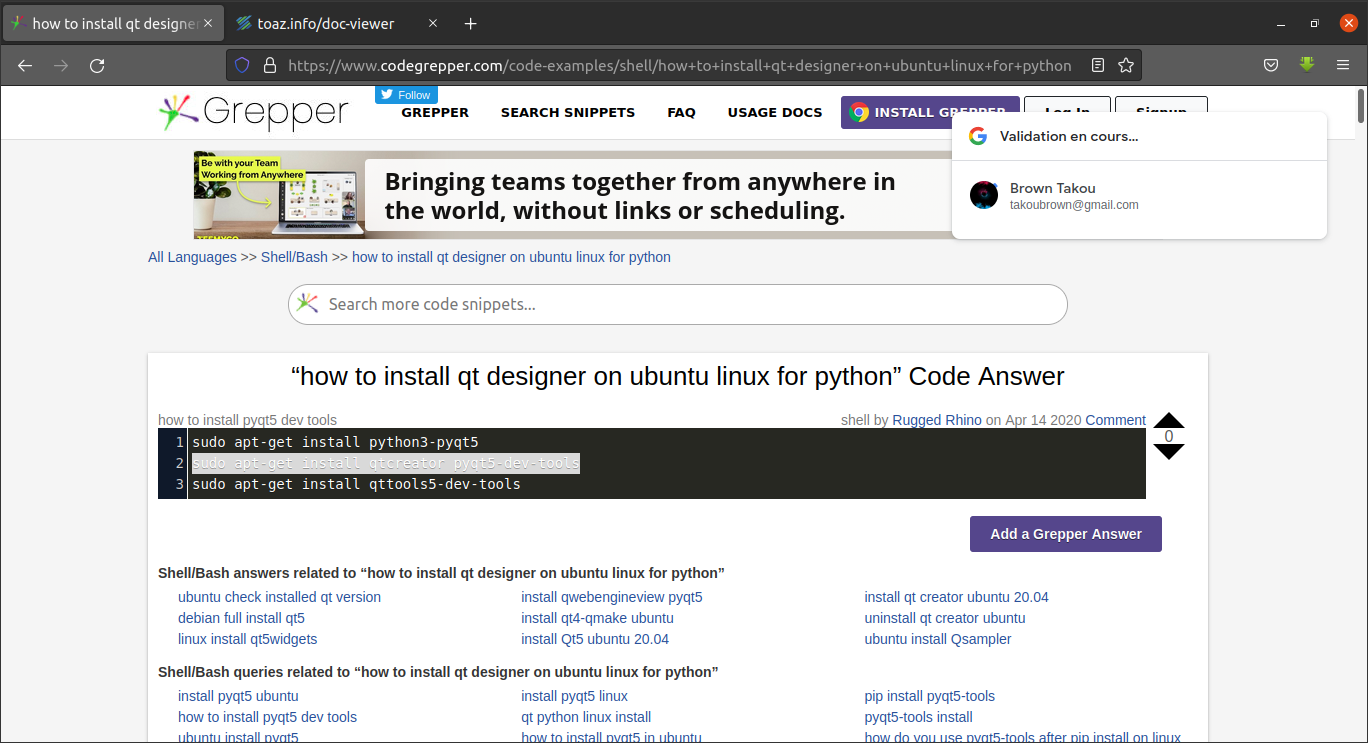 how to install qt designer
toaz.info/doc-viewer
https://www.codegrepper.com/code-examples/shell/how+to+install+qt+designer+on+ubuntu+linux+for+python
Grepper
Follow
GREPPER
SEARCH SNIPPETS
FAQ
USAGE DOCS
INSTALL GREPPER
Log In
Signup
Validation en cours...
Brown Takou
takoubrown@gmail.com
Be with your Team
Working from Anywhere
TEEMYCO
Bringing teams together from anywhere in
the world, without links or scheduling.
All Languages >> Shell/Bash >> how to install qt designer on ubuntu linux for python
Search more code snippets...
“how to install qt designer on ubuntu linux for python” Code Answer
how to install pyqt5 dev tools
shell by Rugged Rhino on Apr 14 2020 Comment
0
1 sudo apt-get install python3-pyqt5
2 sudo apt-get install qtcreator pyqt5-dev-tools
3 sudo apt-get install qttools5-dev-tools
Add a Grepper Answer
Shell/Bash answers related to “how to install qt designer on ubuntu linux for python”
ubuntu check installed qt version
install qwebengineview pyqt5
install qt creator ubuntu 20.04
debian full install qt5
install qt4-qmake ubuntu
uninstall qt creator ubuntu
linux install qt5widgets
install Qt5 ubuntu 20.04
ubuntu install Qsampler
Shell/Bash queries related to “how to install qt designer on ubuntu linux for python”
install pyqt5 ubuntu
install pyqt5 linux
pip install pyqt5-tools
how to install pyqt5 dev tools
qt python linux install
pyqt5-tools install
ubuntu install pyqt5
how to install pyqt5 in ubuntu
how do you use pyqt5-tools after pip install on linux